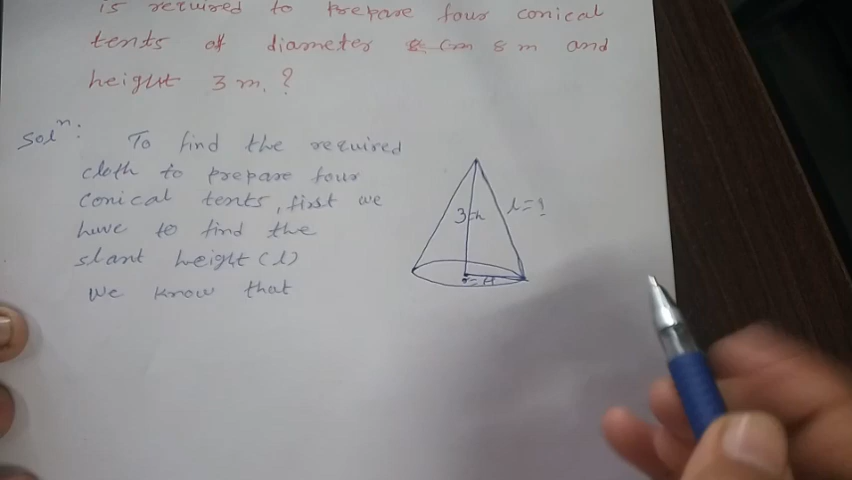 is required to prepare four conical
tents of diameter 8 m and
height 3 m. ?
Solⁿ: To find the required
cloth to prepare four
conical tents, first we
have to find the
slant height (l)
we know that
3=h
l=?